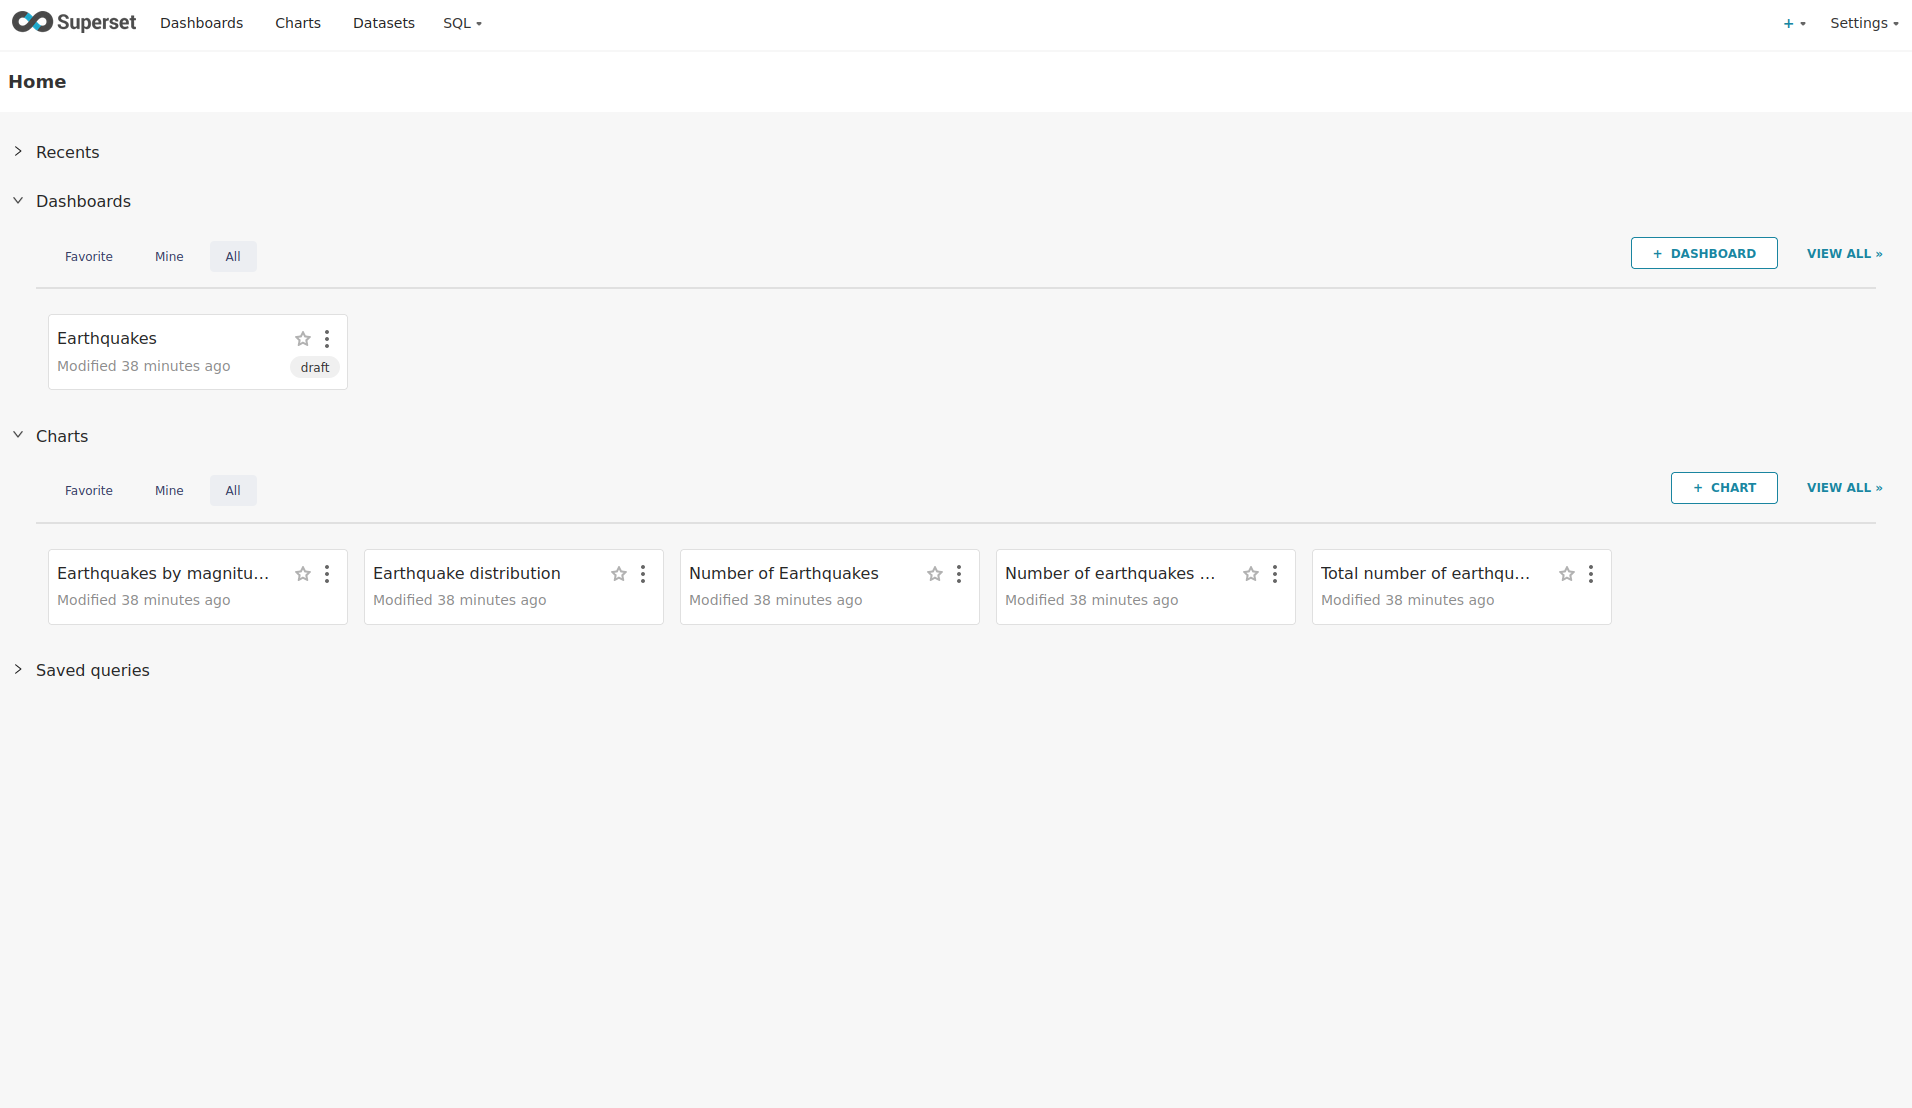 Superset Dashboards Charts Datasets SQL + Settings
Home
Recents
Dashboards
Favorite Mine All + DASHBOARD VIEW ALL »
Earthquakes
Modified 38 minutes ago draft
Charts
Favorite Mine All + CHART VIEW ALL »
Earthquakes by magnitu... Earthquake distribution Number of Earthquakes Number of earthquakes ... Total number of earthqu...
Modified 38 minutes ago Modified 38 minutes ago Modified 38 minutes ago Modified 38 minutes ago Modified 38 minutes ago
Saved queries